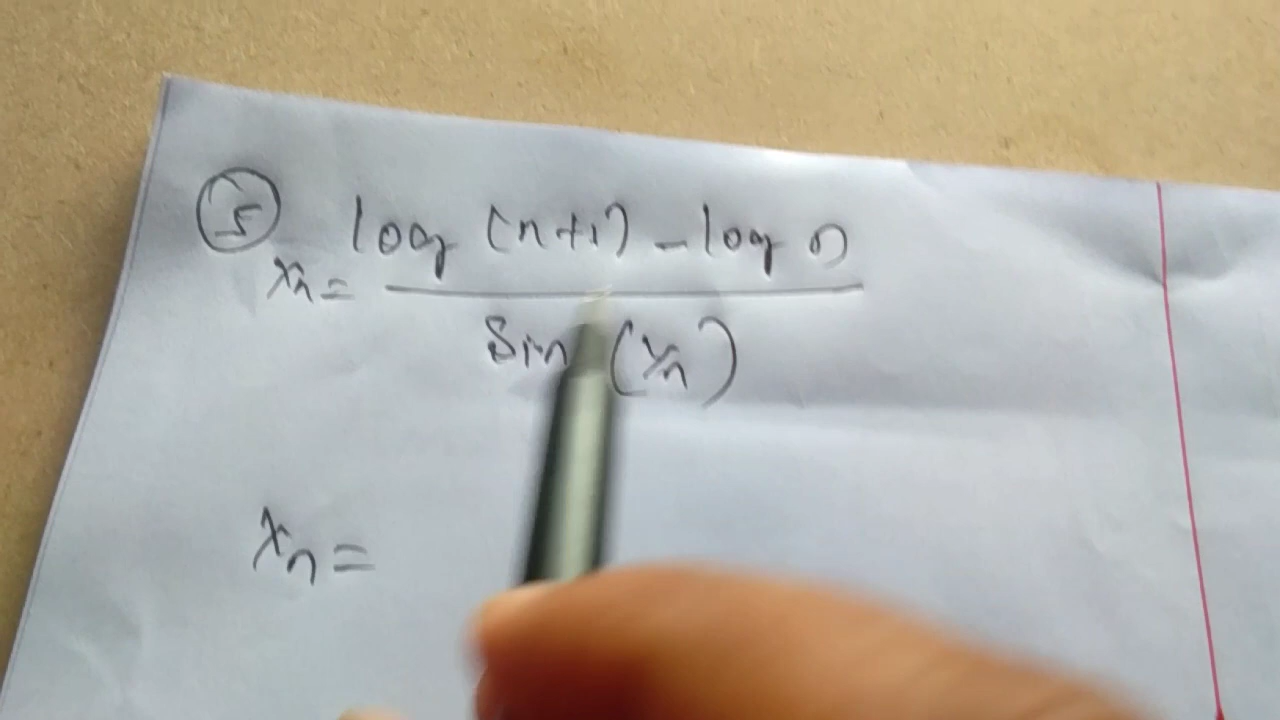 5
log (n+1) - log n
xn =
Sin (1/n)
xn =